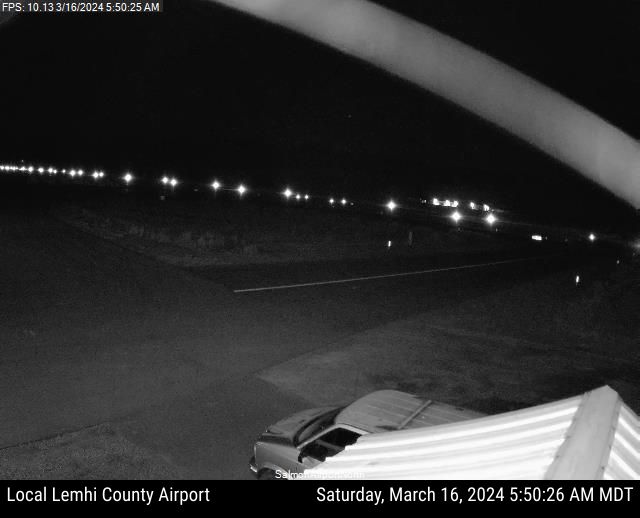 FPS: 10.13 3/16/2024 5:50:25 AM
Local Lemhi County Airport
Saturday, March 16, 2024 5:50:26 AM MDT